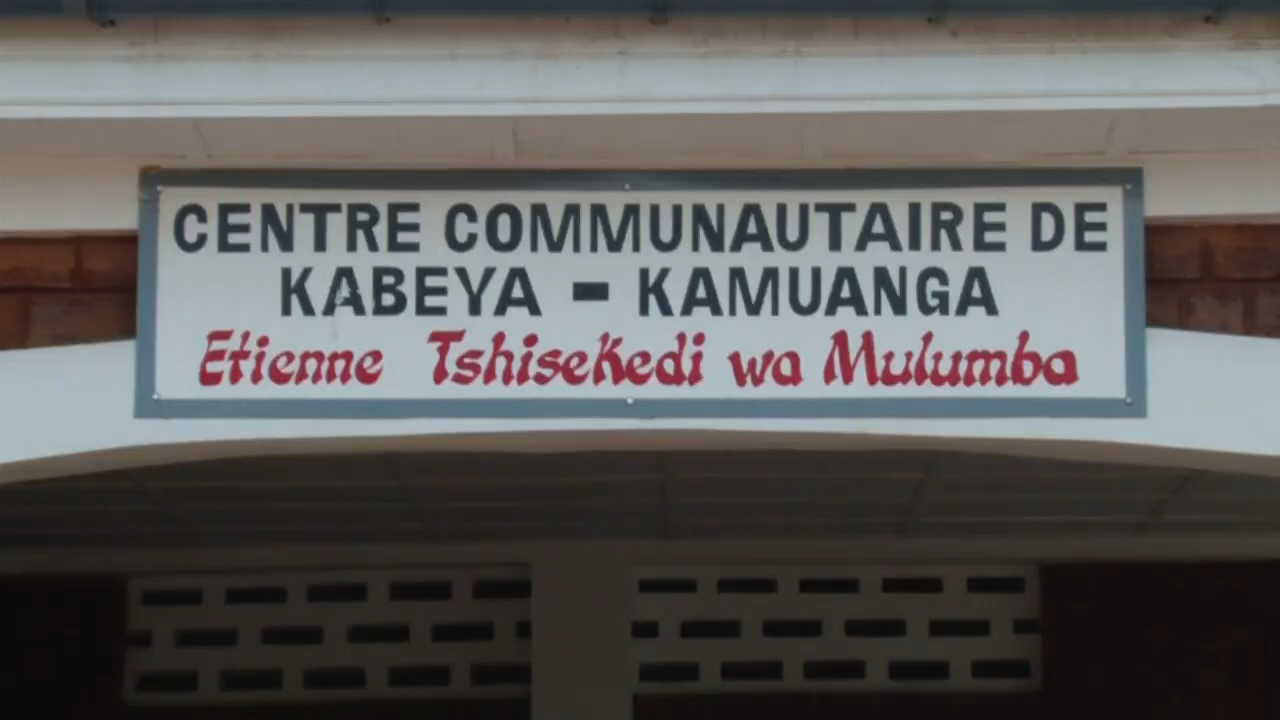 CENTRE COMMUNAUTAIRE DE
KABEYA - KAMUANGA
Etienne Tshisekedi wa Mulumba